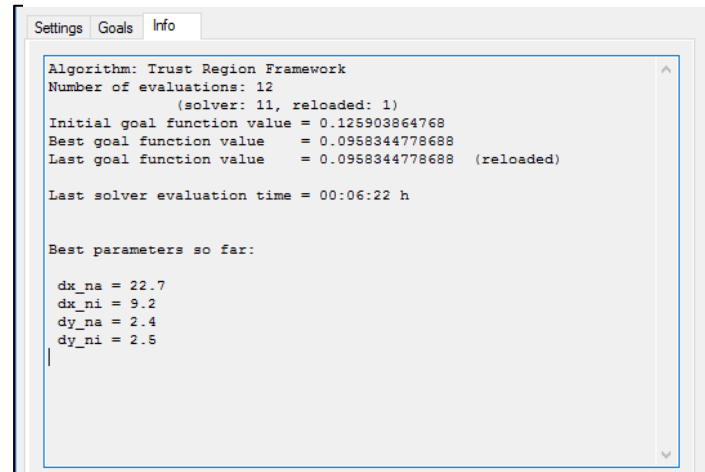 Settings Goals Info
Algorithm: Trust Region Framework
Number of evaluations: 12
(solver: 11, reloaded: 1)
Initial goal function value = 0.125903864768
Best goal function value = 0.0958344778688
Last goal function value = 0.0958344778688 (reloaded)
Last solver evaluation time = 00:06:22 h
Best parameters so far:
dx_na = 22.7
dx_ni = 9.2
dy_na = 2.4
dy_ni = 2.5